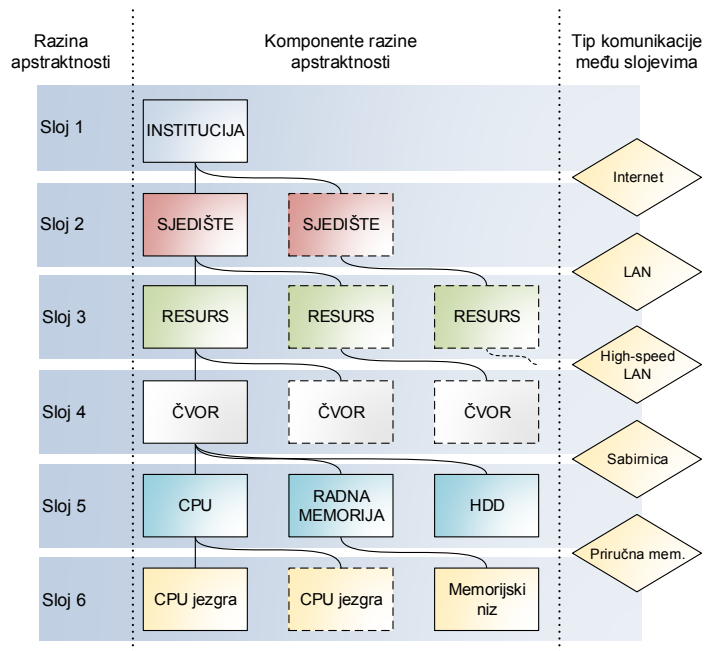 Razina
apstraktnosti
Komponente razine
apstraktnosti
Tip komunikacije
među slojevima
Sloj 1
INSTITUCIJA
Internet
Sloj 2
SJEDIŠTE
SJEDIŠTE
LAN
Sloj 3
RESURS
RESURS
RESURS
High-speed
LAN
Sloj 4
ČVOR
ČVOR
ČVOR
Sabirnica
Sloj 5
CPU
RADNA
MEMORIJA
HDD
Priručna mem.
Sloj 6
CPU jezgra
CPU jezgra
Memorijski
niz